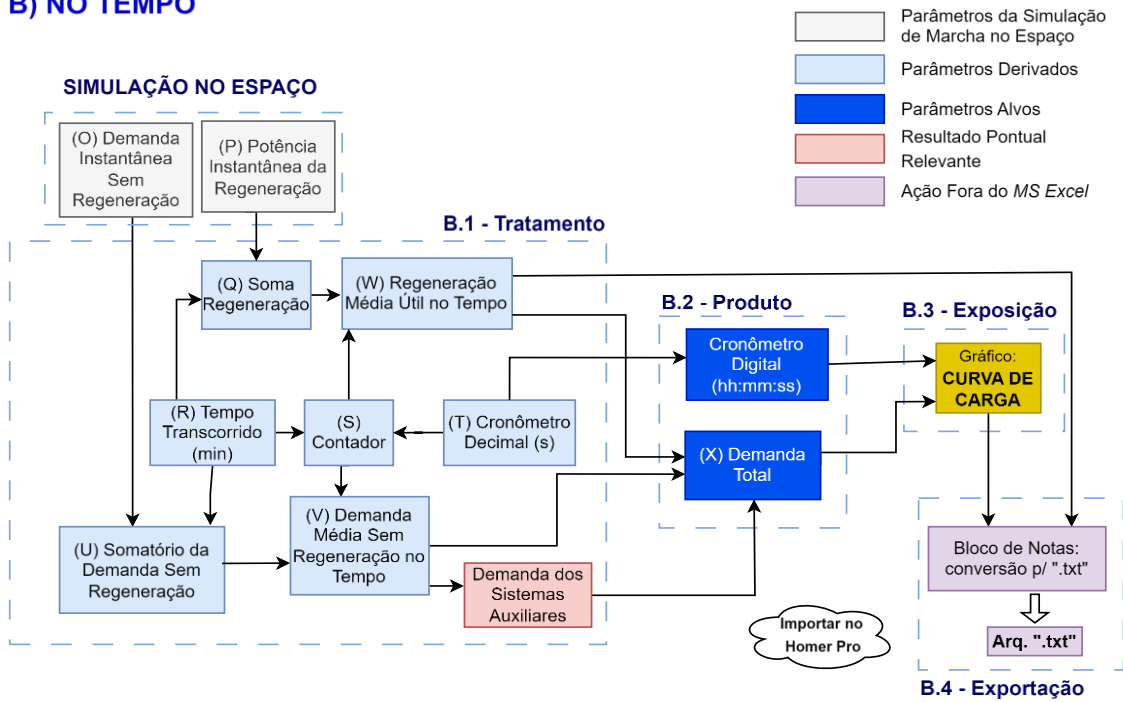 B) NO TEMPO
Parâmetros da Simulação
de Marcha no Espaço
Parâmetros Derivados
Parâmetros Alvos
Resultado Pontual
Relevante
Ação Fora do MS Excel
SIMULAÇÃO NO ESPAÇO
(O) Demanda
Instantânea
Sem
Regeneração
(P) Potência
Instantânea da
Regeneração
B.1 - Tratamento
(Q) Soma
Regeneração
(W) Regeneração
Média Útil no Tempo
(R) Tempo
Transcorrido
(min)
(S)
Contador
(T) Cronômetro
Decimal (s)
(U) Somatório da
Demanda Sem
Regeneração
(V) Demanda
Média Sem
Regeneração no
Tempo
Demanda dos
Sistemas
Auxiliares
B.2 - Produto
Cronômetro
Digital
(hh:mm:ss)
(X) Demanda
Total
B.3 - Exposição
Gráfico:
CURVA DE
CARGA
Importar no
Homer Pro
Bloco de Notas:
conversão p/ ".txt"
Arq. ".txt"
B.4 - Exportação